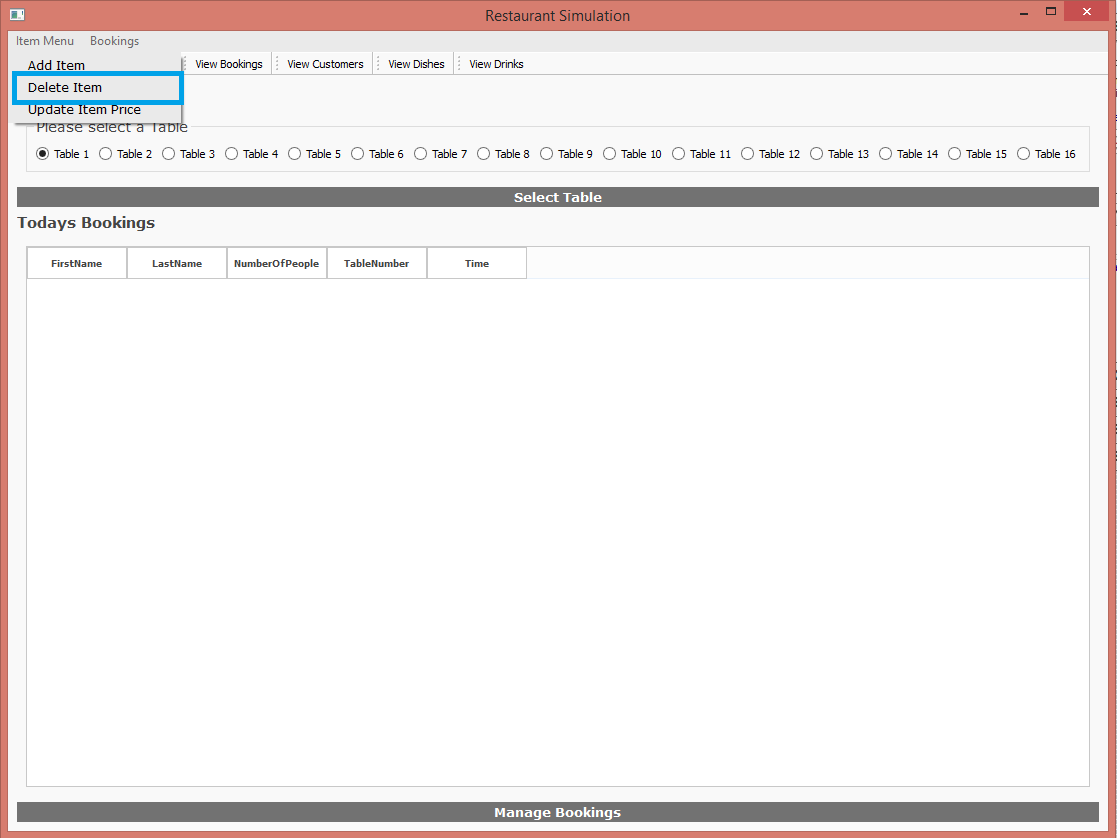 Restaurant Simulation
Item Menu Bookings
Add Item
View Bookings View Customers View Dishes View Drinks
Delete Item
Update Item Price
Please select a Table
Table 1 Table 2 Table 3 Table 4 Table 5 Table 6 Table 7 Table 8 Table 9 Table 10 Table 11 Table 12 Table 13 Table 14 Table 15 Table 16
Select Table
Todays Bookings
FirstName LastName NumberOfPeople TableNumber Time
Manage Bookings